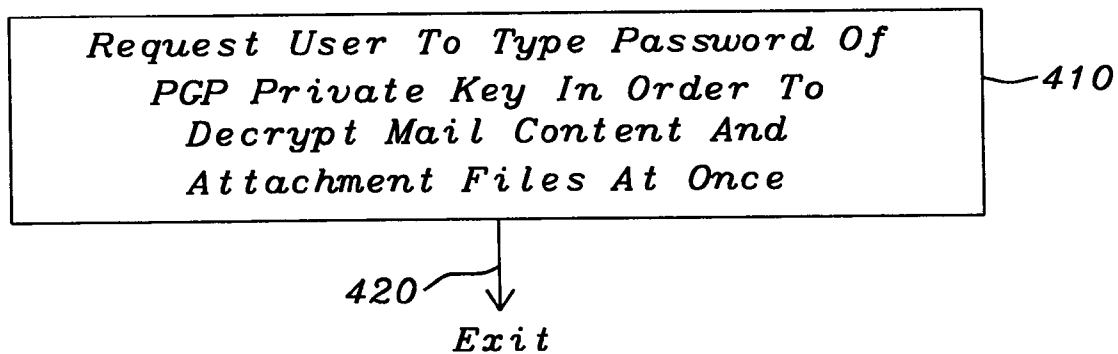 Request User To Type Password Of
PGP Private Key In Order To
Decrypt Mail Content And
Attachment Files At Once
410
420
Exit